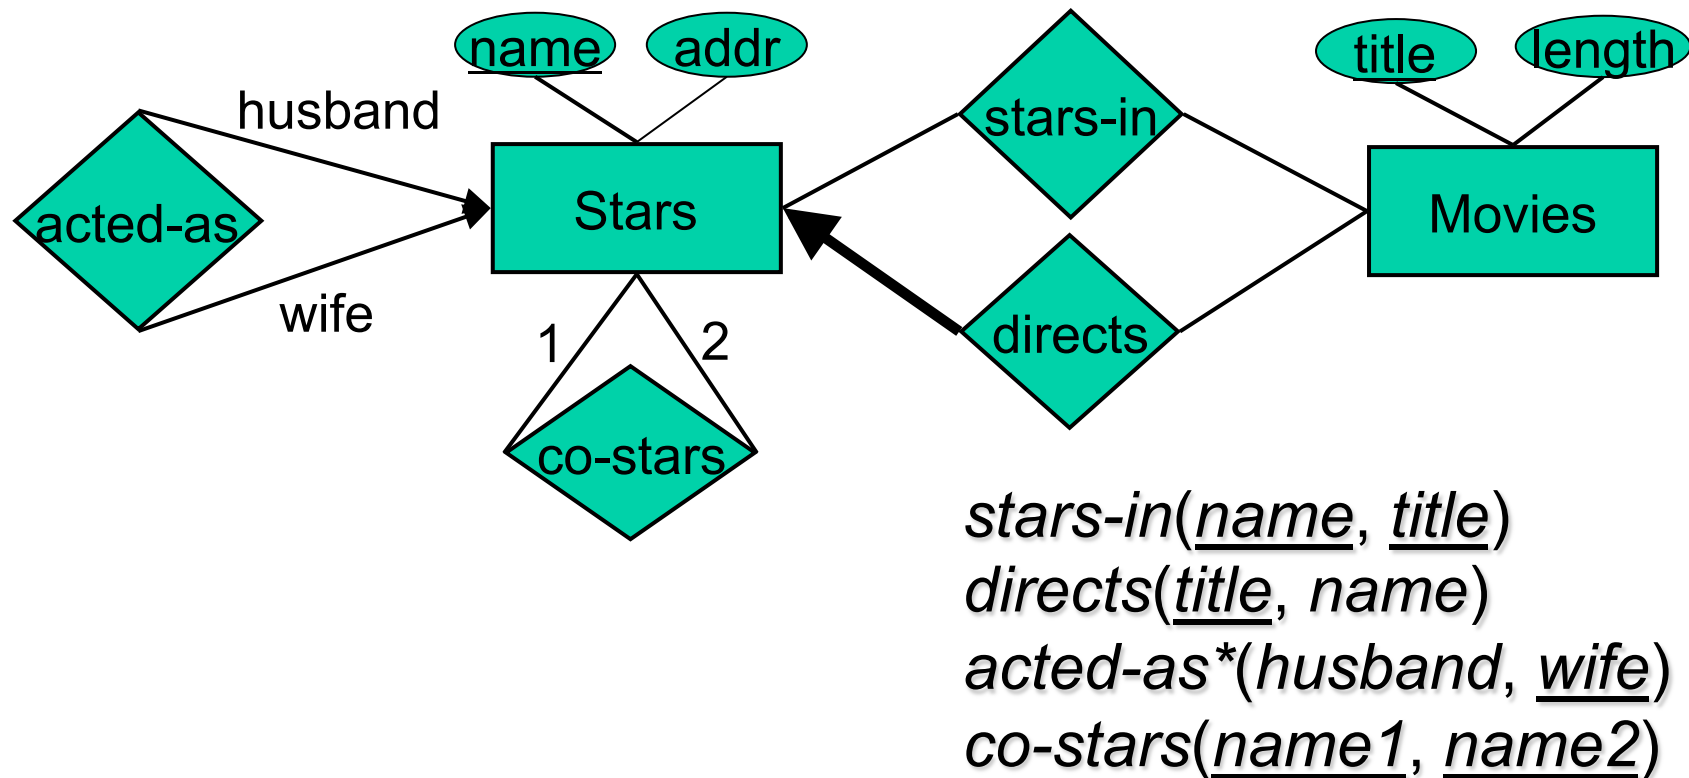 name
addr
title
length
husband
stars-in
acted-as
Stars
Movies
wife
1
2
directs
co-stars
stars-in(name, title)
directs(title, name)
acted-as*(husband, wife)
co-stars(name1, name2)